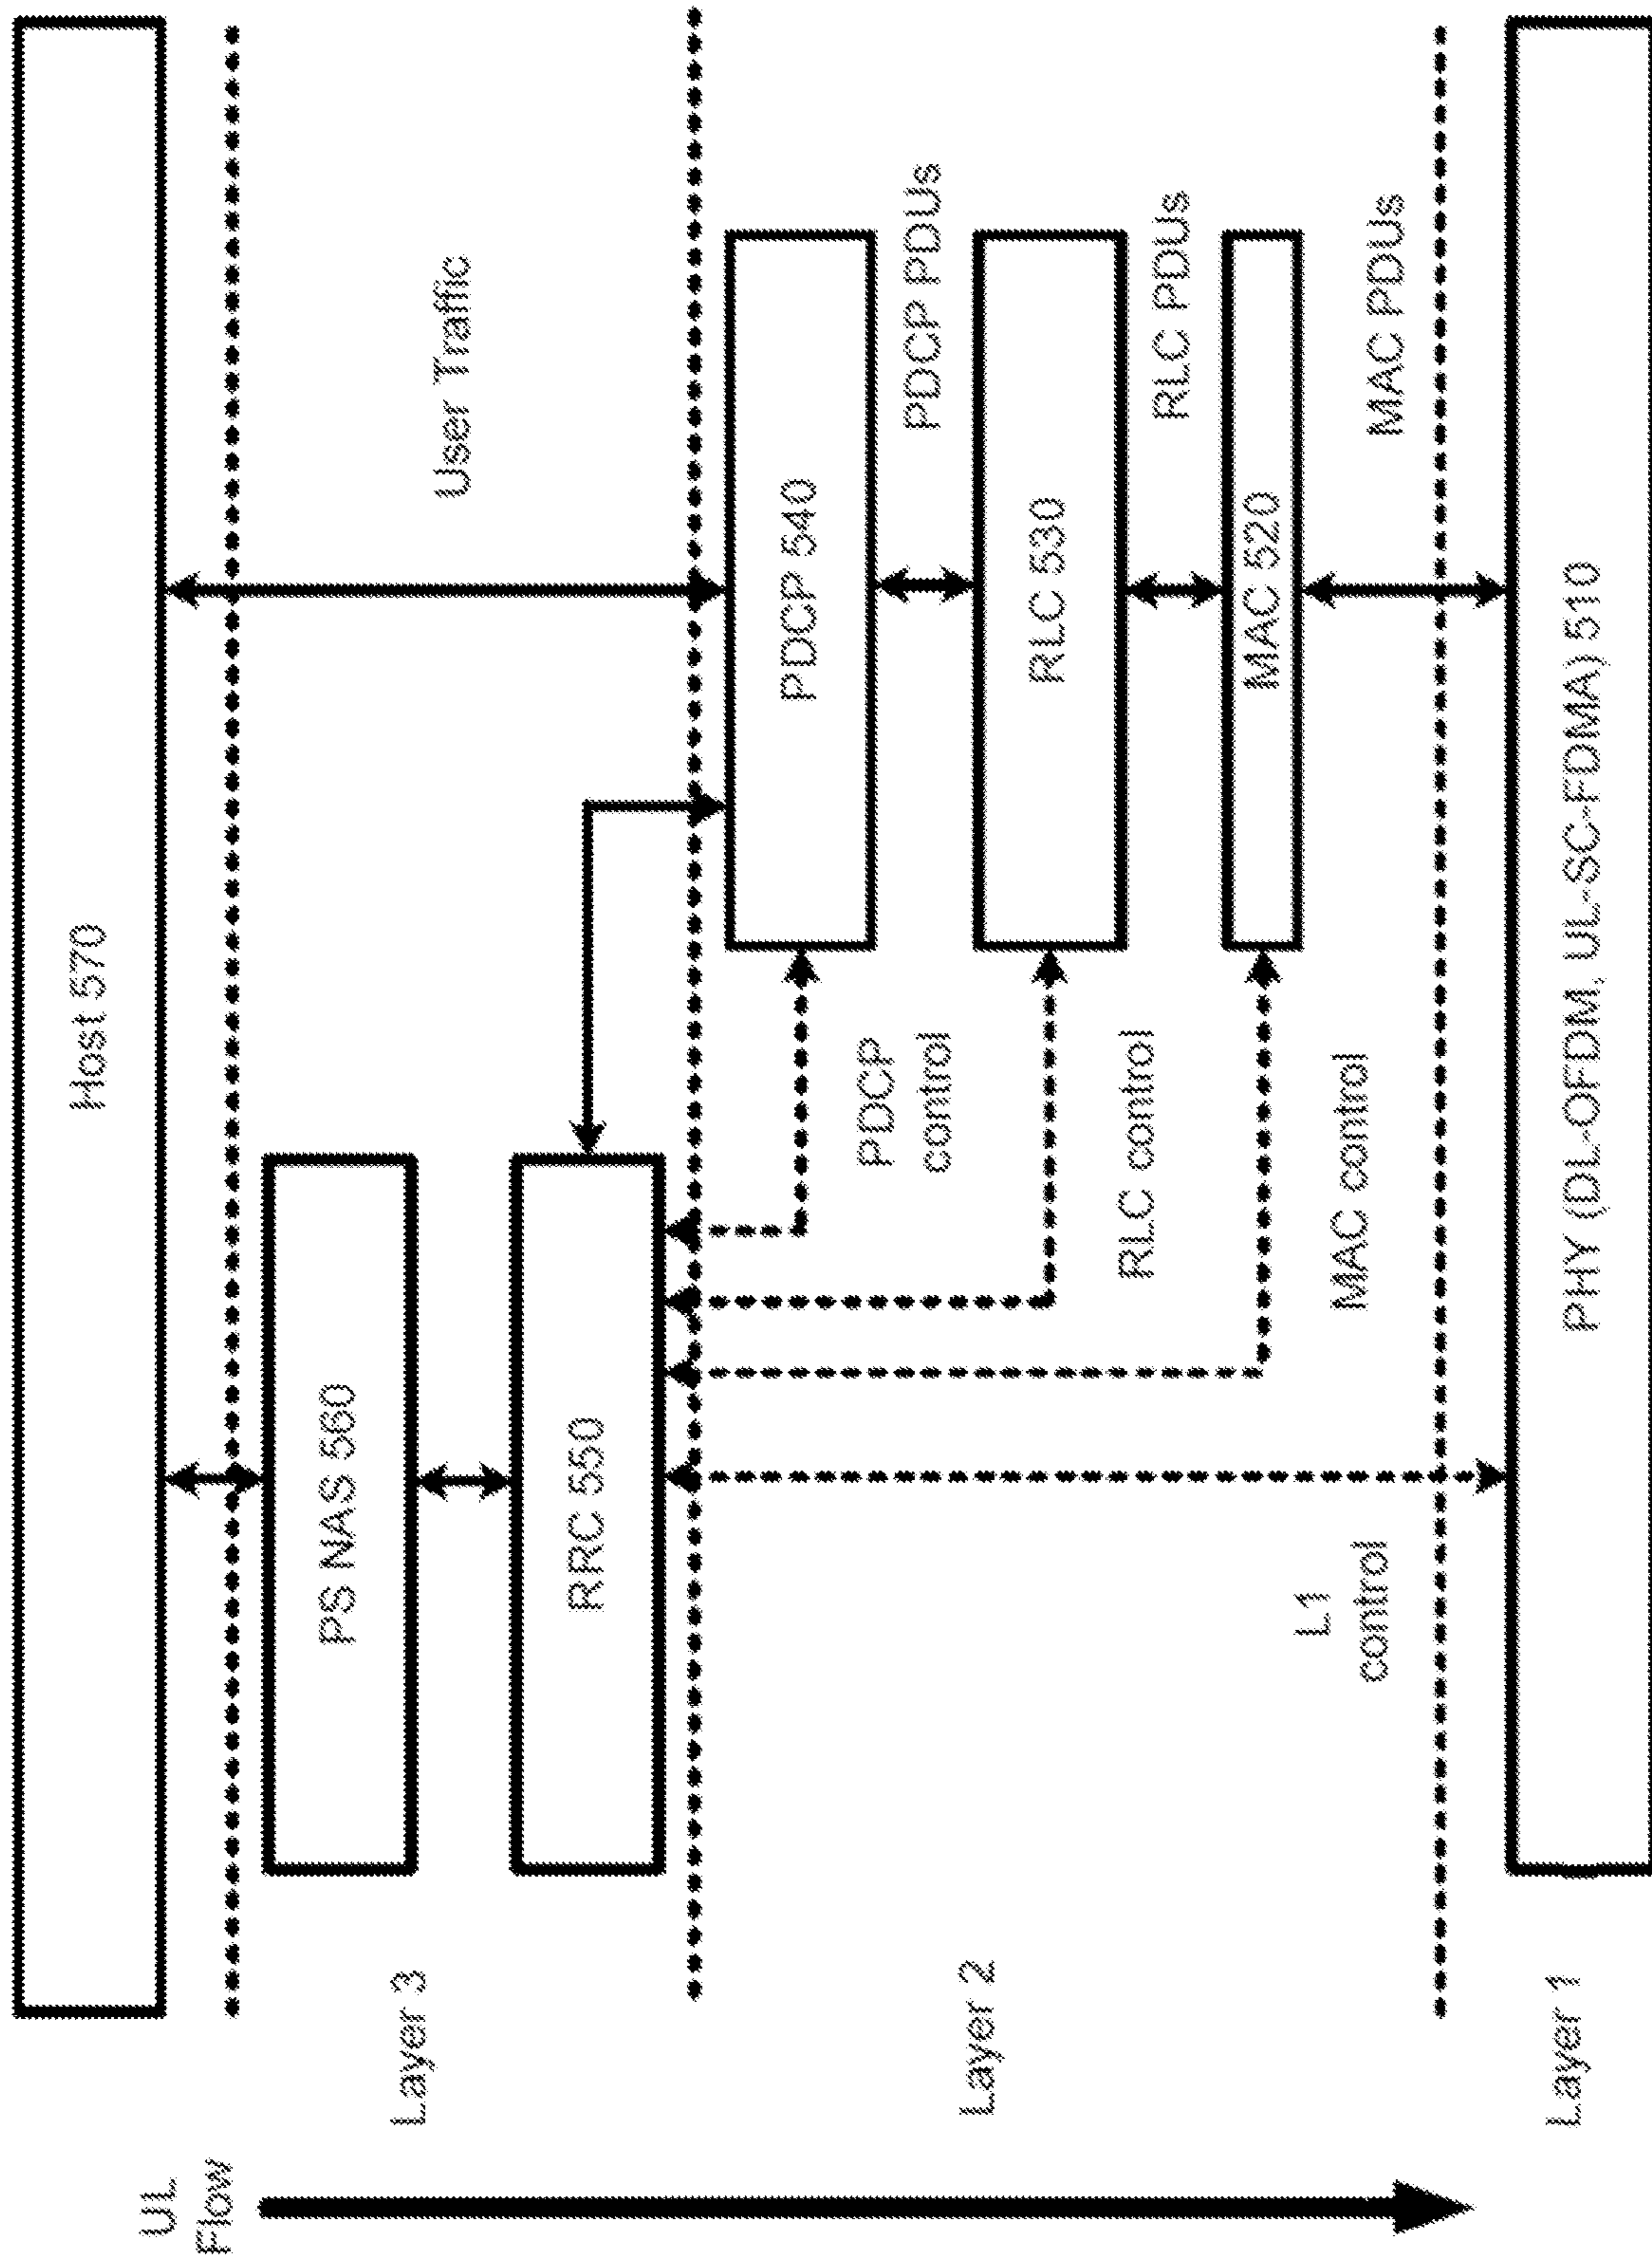 UL
Flow
Host 570
Layer 3
PS NAS 560
User Traffic
RRC 550
Layer 2
PDCP 540
PDCP
control
PDCP PDUs
RLC 530
RLC control
RLC PDUs
MAC 520
MAC control
MAC PDUs
L1
control
Layer 1
PHY (DL-OFDM, UL-SC-FDMA) 510